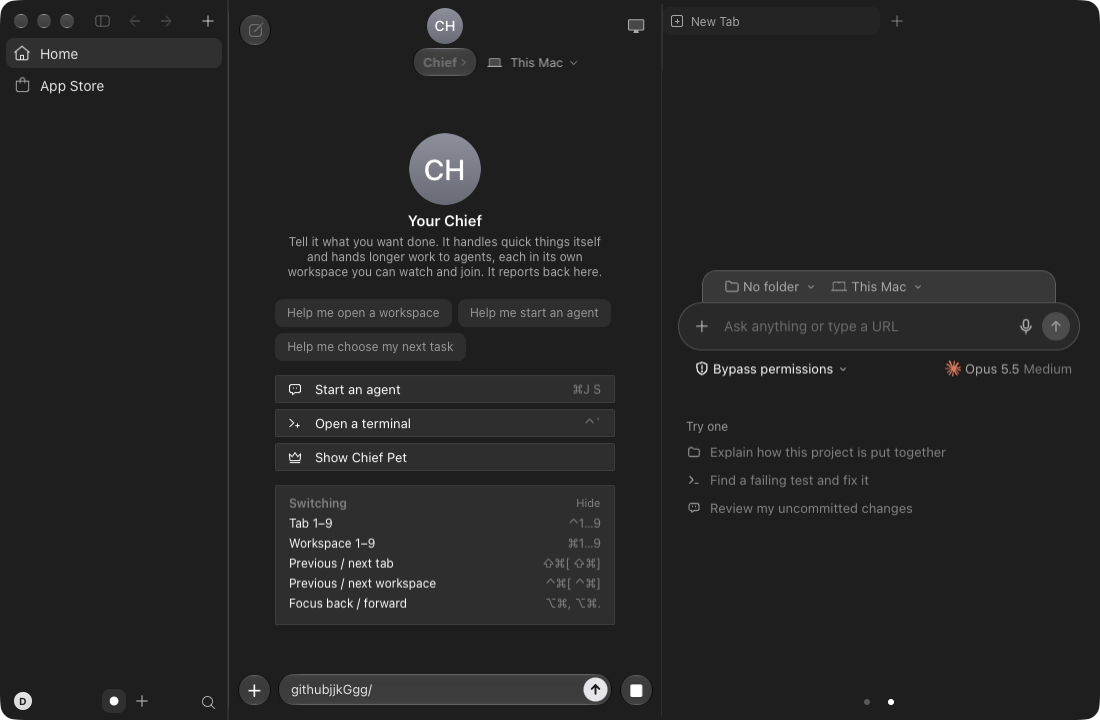 Home
App Store
D
CH
Chief
This Mac
CH
Your Chief
Tell it what you want done. It handles quick things itself
and hands longer work to agents, each in its own
workspace you can watch and join. It reports back here.
Help me open a workspace
Help me start an agent
Help me choose my next task
Start an agent ⌘J S
Open a terminal ^`
Show Chief Pet
Switching Hide
Tab 1–9 ^1…9
Workspace 1–9 ⌘1…9
Previous / next tab ⇧⌘[ ⇧⌘]
Previous / next workspace ^⌘[ ^⌘]
Focus back / forward ⌥⌘, ⌥⌘.
githubjjkGgg/
New Tab
No folder
This Mac
Ask anything or type a URL
Bypass permissions
Opus 5.5 Medium
Try one
Explain how this project is put together
Find a failing test and fix it
Review my uncommitted changes